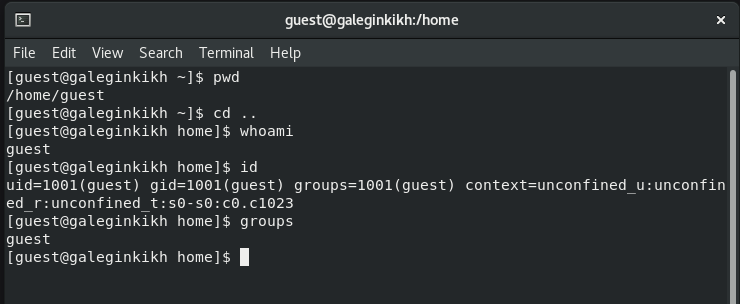 guest@galeginkikh:/home
File Edit View Search Terminal Help
[guest@galeginkikh ~]$ pwd
/home/guest
[guest@galeginkikh ~]$ cd ..
[guest@galeginkikh home]$ whoami
guest
[guest@galeginkikh home]$ id
uid=1001(guest) gid=1001(guest) groups=1001(guest) context=unconfined_u:unconfin
ed_r:unconfined_t:s0-s0:c0.c1023
[guest@galeginkikh home]$ groups
guest
[guest@galeginkikh home]$